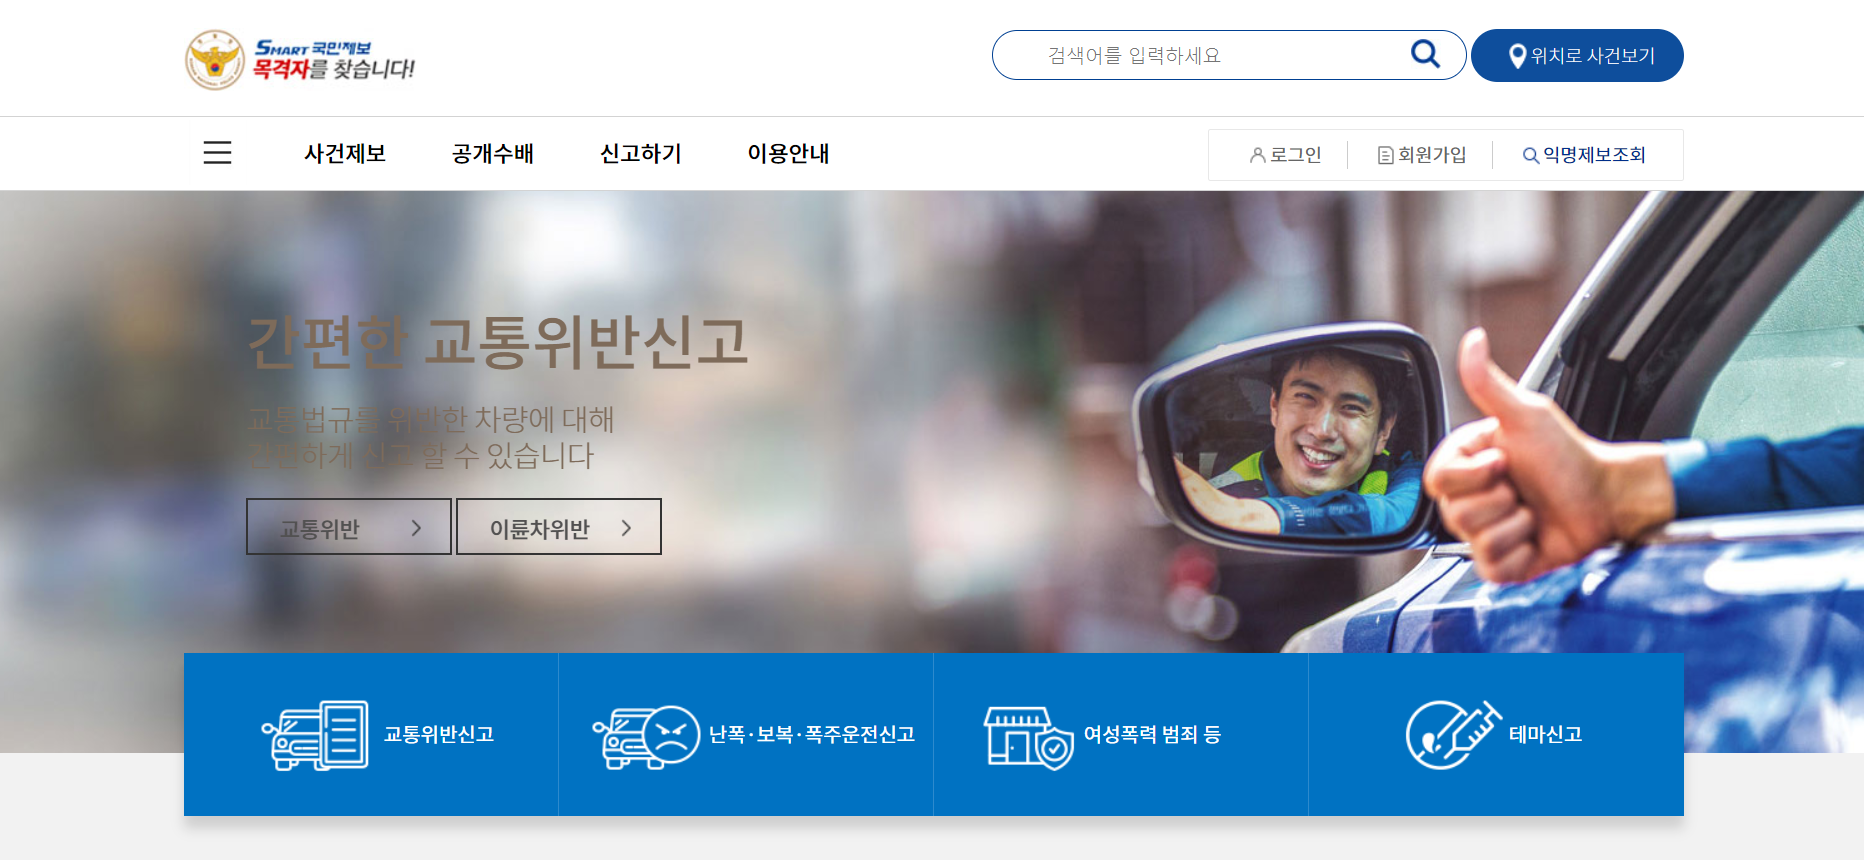 SMART 국민제보
목격자를 찾습니다!
검색어를 입력하세요
위치로 사건보기
사건제보
공개수배
신고하기
이용안내
로그인
회원가입
익명제보조회
간편한 교통위반신고
교통법규를 위반한 차량에 대해
간편하게 신고 할 수 있습니다
교통위반
이륜차위반
교통위반신고
난폭·보복·폭주운전신고
여성폭력 범죄 등
테마신고